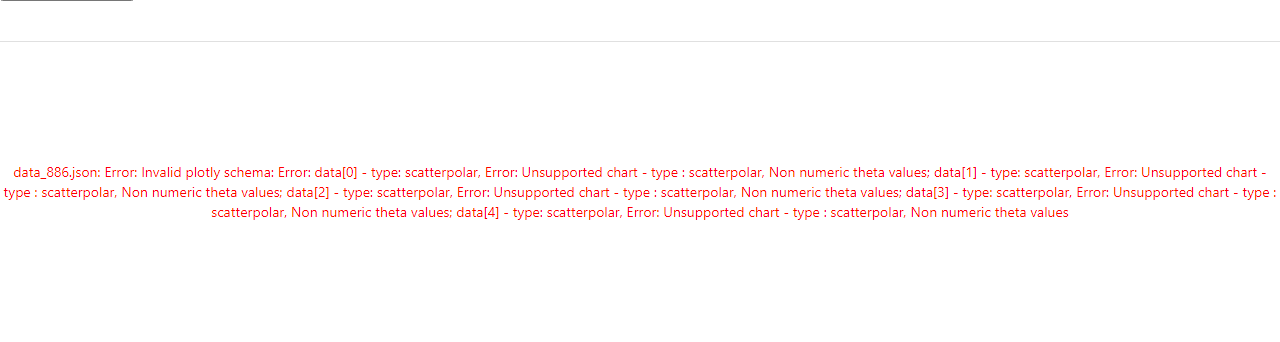 data_886.json: Error: Invalid plotly schema: Error: data[0] - type: scatterpolar, Error: Unsupported chart - type : scatterpolar, Non numeric theta values; data[1] - type: scatterpolar, Error: Unsupported chart -
type : scatterpolar, Non numeric theta values; data[2] - type: scatterpolar, Error: Unsupported chart - type : scatterpolar, Non numeric theta values; data[3] - type: scatterpolar, Error: Unsupported chart - type :
scatterpolar, Non numeric theta values; data[4] - type: scatterpolar, Error: Unsupported chart - type : scatterpolar, Non numeric theta values